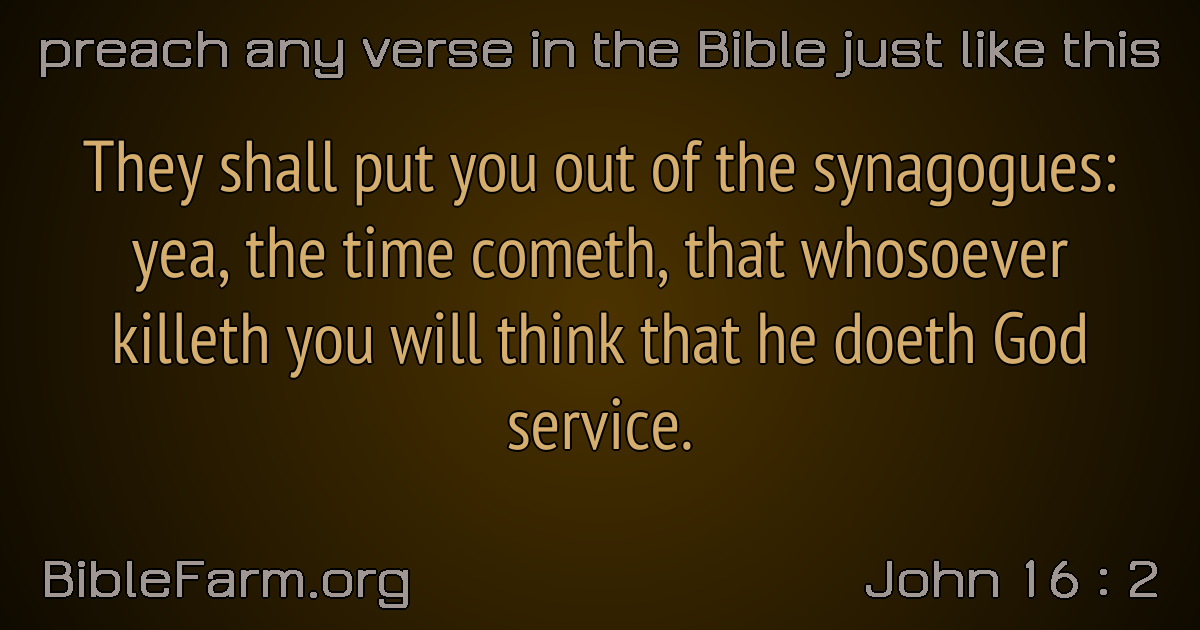 preach any verse in the Bible just like this
They shall put you out of the synagogues:
yea, the time cometh, that whosoever
killeth you will think that he doeth God
service.
BibleFarm.org
John 16 : 2